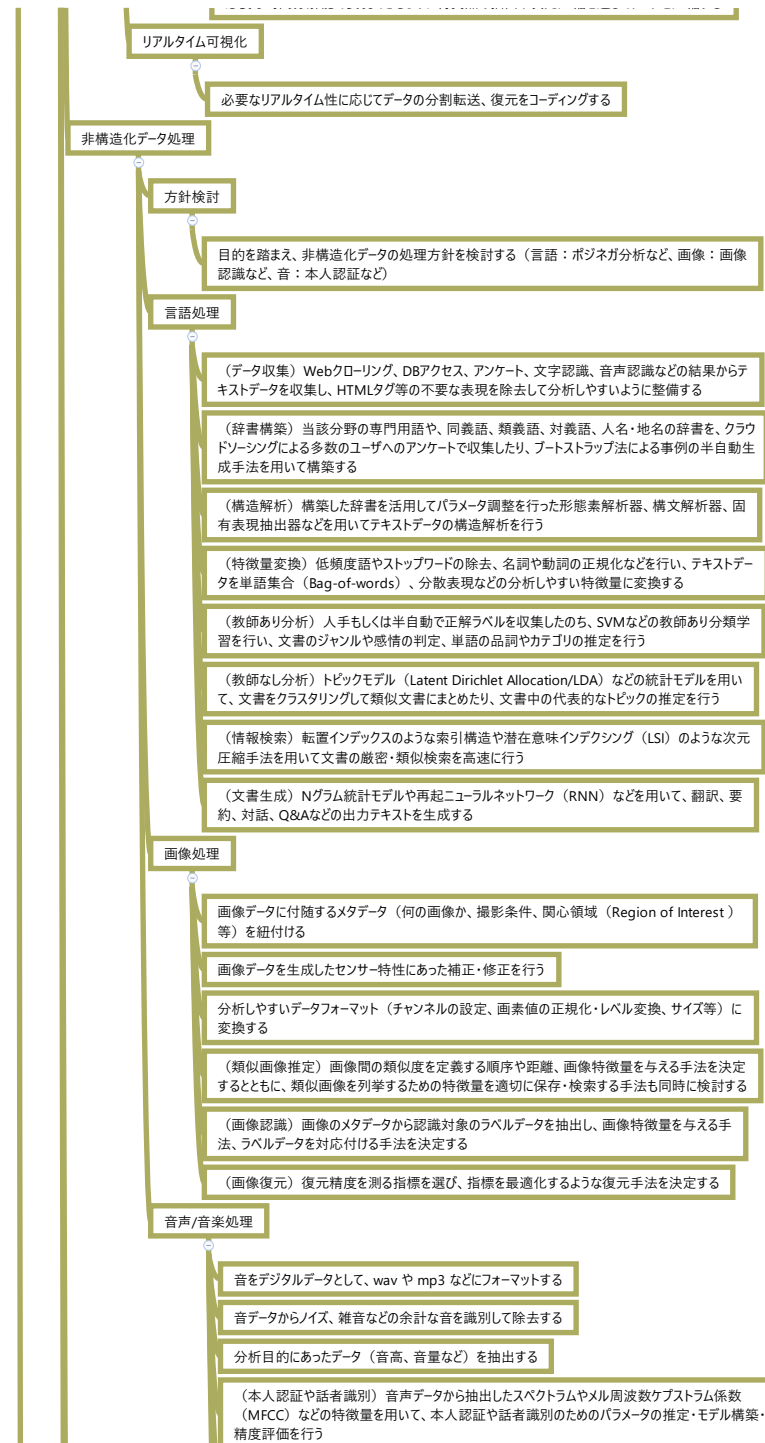 リアルタイム可視化
必要なリアルタイム性に応じてデータの分割転送、復元をコーディングする
非構造化データ処理
方針検討
目的を踏まえ、非構造化データの処理方針を検討する（言語：ポジネガ分析など、画像：画像
認識など、音：本人認証など）
言語処理
（データ収集）Webクローリング、DBアクセス、アンケート、文字認識、音声認識などの結果からテ
キストデータを収集し、HTMLタグ等の不要な表現を除去して分析しやすいように整備する
（辞書構築）当該分野の専門用語や、同義語、類義語、対義語、人名・地名の辞書を、クラウ
ドソーシングによる多数のユーザへのアンケートで収集したり、ブートストラップ法による事例の半自動生
成手法を用いて構築する
（構造解析）構築した辞書を活用してパラメータ調整を行った形態素解析器、構文解析器、固
有表現抽出器などを用いてテキストデータの構造解析を行う
（特徴量変換）低頻度語やストップワードの除去、名詞や動詞の正規化などを行い、テキストデー
タを単語集合（Bag-of-words）、分散表現などの分析しやすい特徴量に変換する
（教師あり分析）人手もしくは半自動で正解ラベルを収集したのち、SVMなどの教師あり分類学
習を行い、文書のジャンルや感情の判定、単語の品詞やカテゴリの推定を行う
（教師なし分析）トピックモデル（Latent Dirichlet Allocation/LDA）などの統計モデルを用い
て、文書をクラスタリングして類似文書にまとめたり、文書中の代表的なトピックの推定を行う
（情報検索）転置インデックスのような索引構造や潜在意味インデクシング（LSI）のような次元
圧縮手法を用いて文書の厳密・類似検索を高速に行う
（文書生成）Nグラム統計モデルや再起ニューラルネットワーク（RNN）などを用いて、翻訳、要
約、対話、Q&Aなどの出力テキストを生成する
画像処理
画像データに付随するメタデータ（何の画像か、撮影条件、関心領域（Region of Interest ）
等）を紐付ける
画像データを生成したセンサー特性にあった補正・修正を行う
分析しやすいデータフォーマット（チャンネルの設定、画素値の正規化・レベル変換、サイズ等）に
変換する
（類似画像推定）画像間の類似度を定義する順序や距離、画像特徴量を与える手法を決定
するとともに、類似画像を列挙するための特徴量を適切に保存・検索する手法も同時に検討する
（画像認識）画像のメタデータから認識対象のラベルデータを抽出し、画像特徴量を与える手
法、ラベルデータを対応付ける手法を決定する
（画像復元）復元精度を測る指標を選び、指標を最適化するような復元手法を決定する
音声/音楽処理
音をデジタルデータとして、wav や mp3 などにフォーマットする
音データからノイズ、雑音などの余計な音を識別して除去する
分析目的にあったデータ（音高、音量など）を抽出する
（本人認証や話者識別）音声データから抽出したスペクトラムやメル周波数ケプストラム係数
（MFCC）などの特徴量を用いて、本人認証や話者識別のためのパラメータの推定・モデル構築・
精度評価を行う